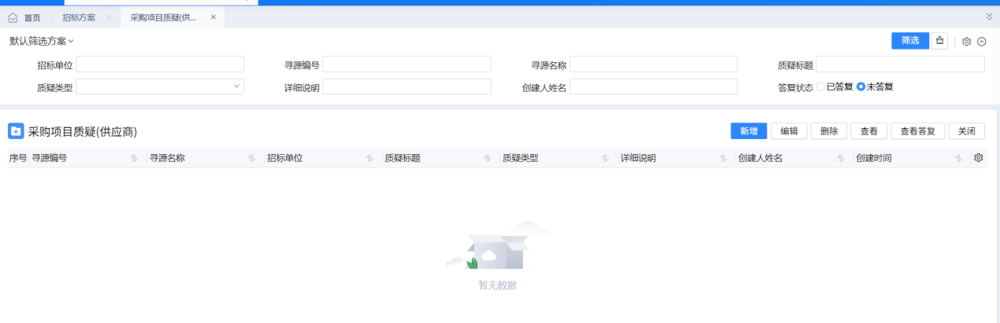 首页 招标方案 采购项目质疑(供...
默认筛选方案 筛选
招标单位 寻源编号 寻源名称 质疑标题
质疑类型 详细说明 创建人姓名 答复状态 已答复 未答复
采购项目质疑(供应商) 新增 编辑 删除 查看 查看答复 关闭
序号 寻源编号 寻源名称 招标单位 质疑标题 质疑类型 详细说明 创建人姓名 创建时间
暂无数据